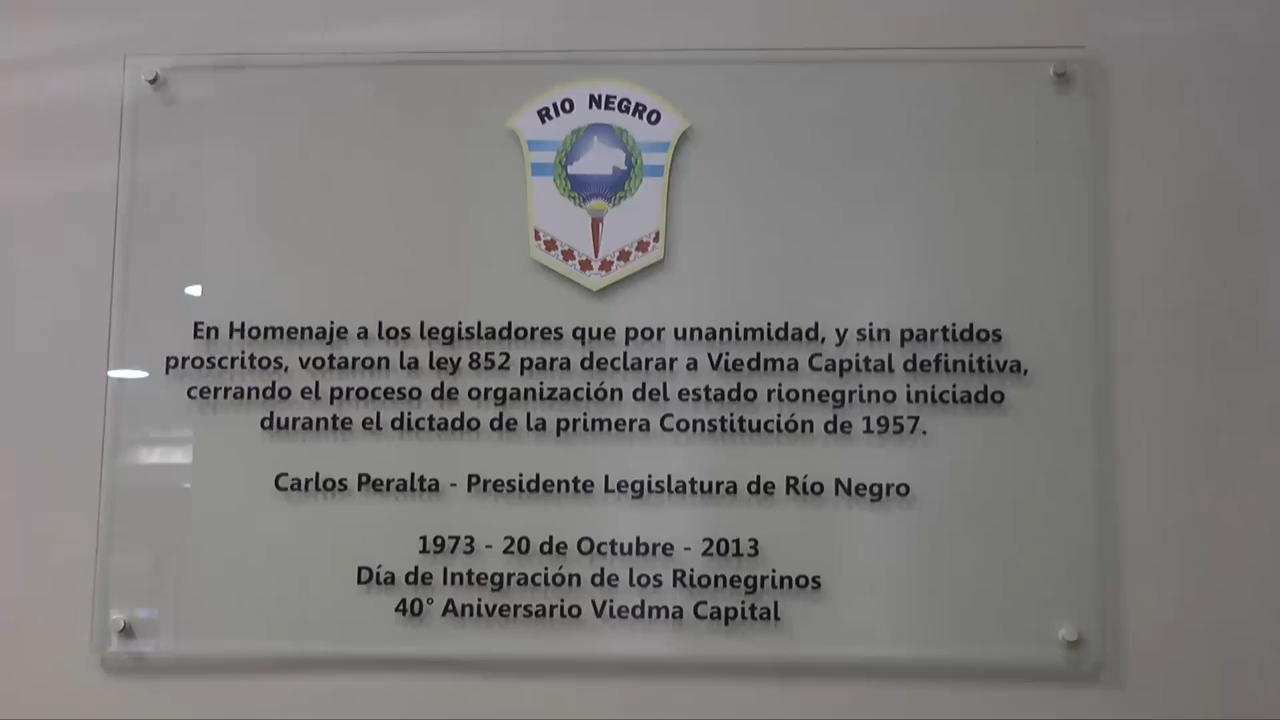 RIO NEGRO
En Homenaje a los legisladores que por unanimidad, y sin partidos
proscritos, votaron la ley 852 para declarar a Viedma Capital definitiva,
cerrando el proceso de organización del estado rionegrino iniciado
durante el dictado de la primera Constitución de 1957.
Carlos Peralta - Presidente Legislatura de Río Negro
1973 - 20 de Octubre - 2013
Día de Integración de los Rionegrinos
40° Aniversario Viedma Capital